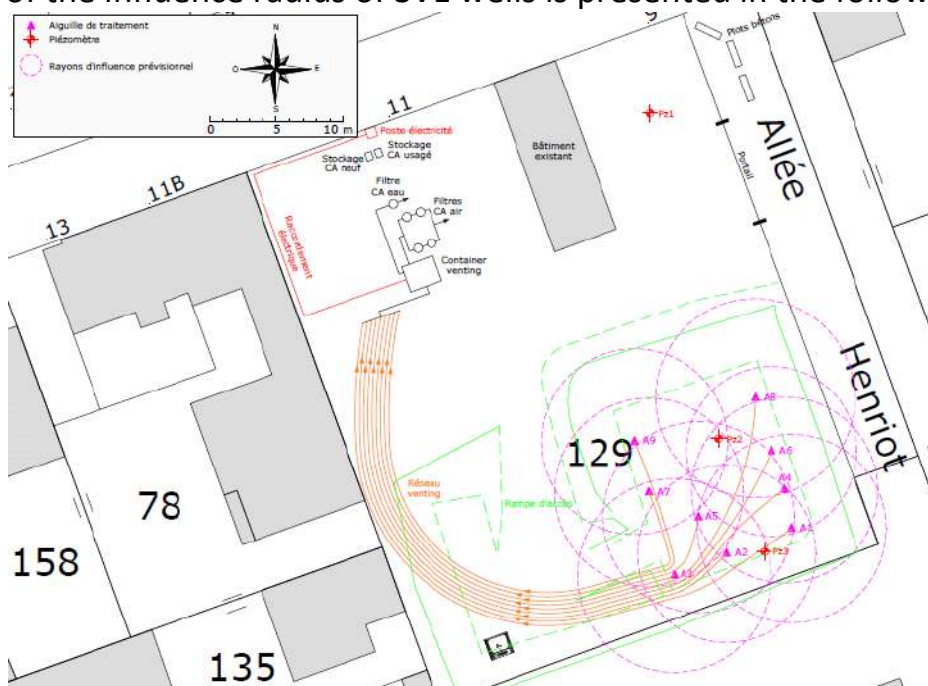 of the influence radius of SVE wells is presented in the follow
Aiguille de traitement
Piézomètre
Rayons d'influence prévisionnel
N
O
E
S
0 5 10 m
9
Plots bétons
11
Poste électricité
Pz1
Allée
Stockage
CA usagé
Stockage
CA neuf
Bâtiment
existant
Portail
11B
Filtre
CA eau
Filtres
CA air
13
Raccordement
électrique
Container
venting
Henriot
A8
129
A9
Pz2
A6
78
Réseau
venting
A7
A4
Rampe d'accès
A5
A1
158
A2
Pz3
A3
135